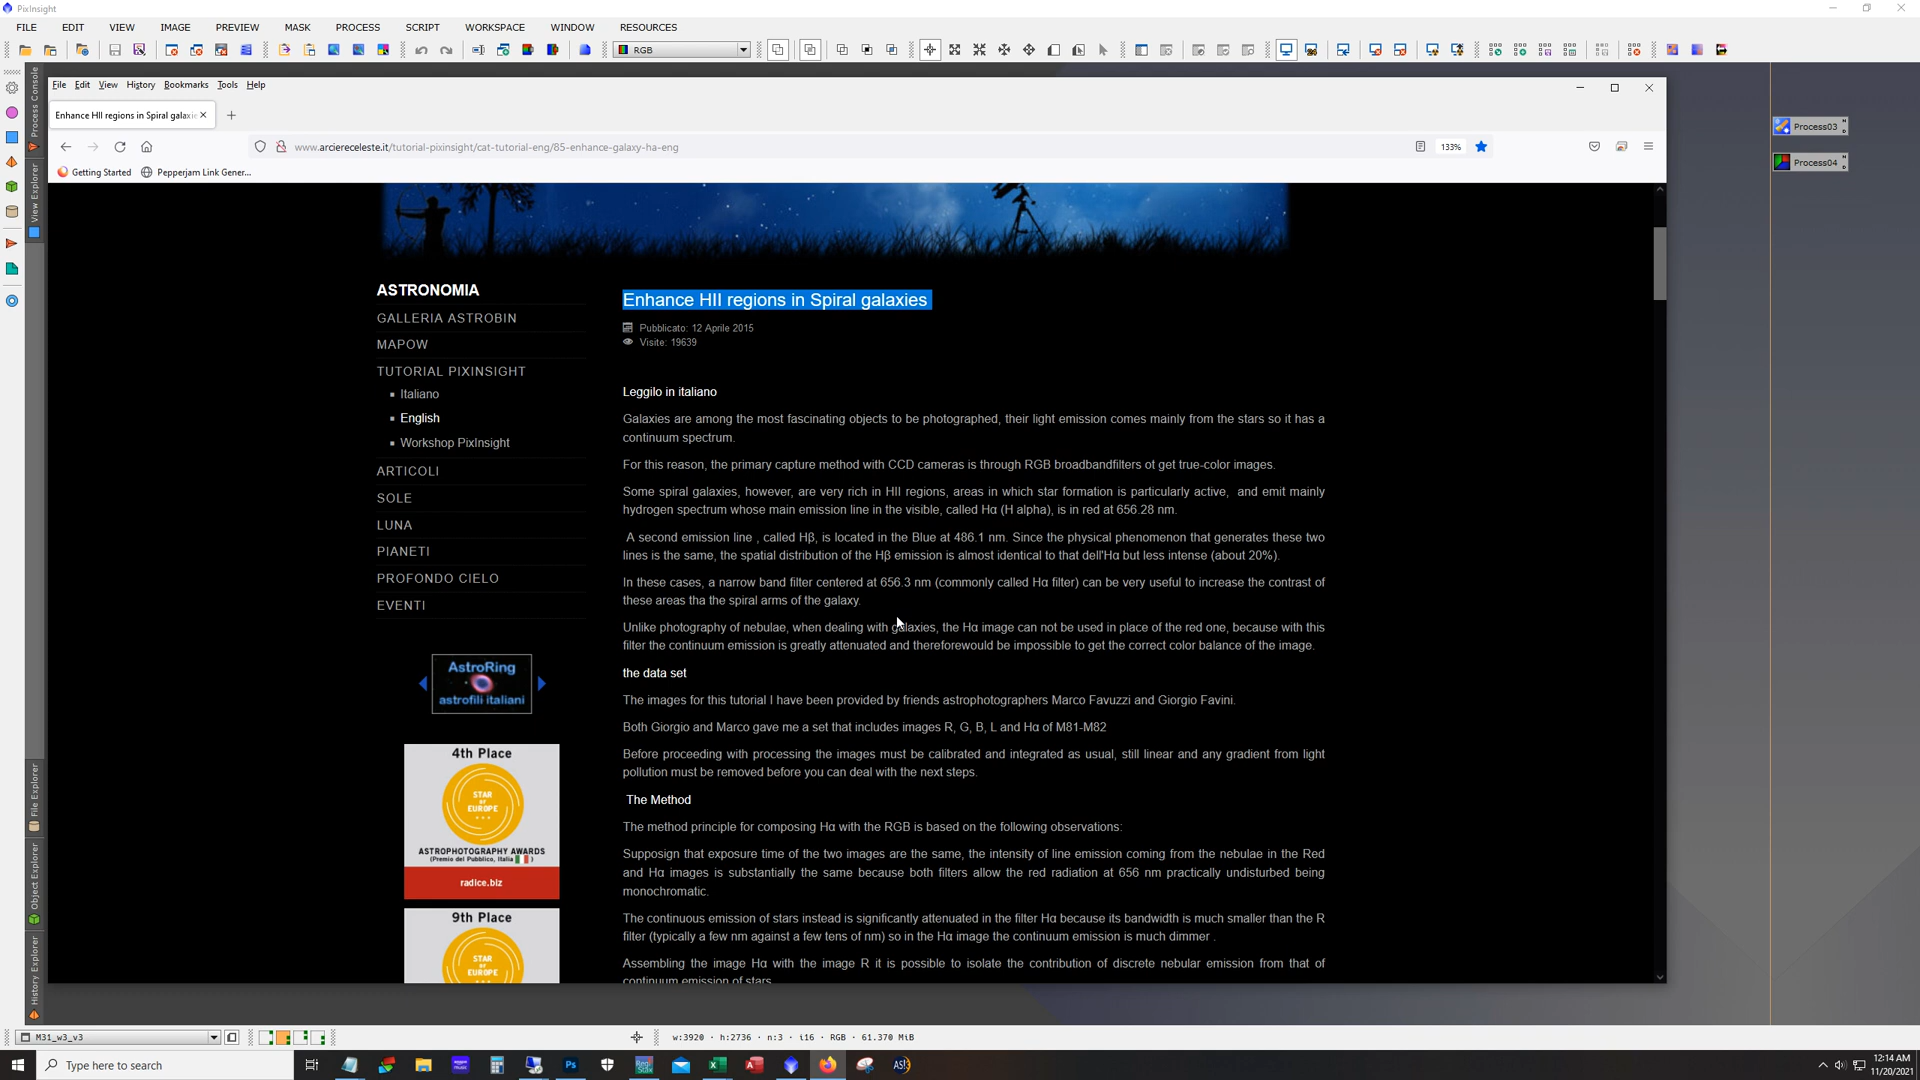 PixInsight
FILE EDIT VIEW IMAGE PREVIEW MASK PROCESS SCRIPT WORKSPACE WINDOW RESOURCES
RGB
Process Console
View Explorer
File Explorer
Object Explorer
History Explorer
File Edit View History Bookmarks Tools Help
Enhance HII regions in Spiral galaxie
www.arciereceleste.it/tutorial-pixinsight/cat-tutorial-eng/85-enhance-galaxy-ha-eng
133%
Getting Started Pepperjam Link Gener...
Process03
Process04
ASTRONOMIA
GALLERIA ASTROBIN
MAPOW
TUTORIAL PIXINSIGHT
Italiano
English
Workshop PixInsight
ARTICOLI
SOLE
LUNA
PIANETI
PROFONDO CIELO
EVENTI
AstroRing
astrofili italiani
4th Place
STAR
OF
EUROPE
ASTROPHOTOGRAPHY AWARDS
(Premio del Pubblico, Italia )
radice.biz
9th Place
STAR
OF
EUROPE
Enhance HII regions in Spiral galaxies
Pubblicato: 12 Aprile 2015
Visite: 19639
Leggilo in italiano
Galaxies are among the most fascinating objects to be photographed, their light emission comes mainly from the stars so it has a
continuum spectrum.
For this reason, the primary capture method with CCD cameras is through RGB broadbandfilters ot get true-color images.
Some spiral galaxies, however, are very rich in HII regions, areas in which star formation is particularly active, and emit mainly
hydrogen spectrum whose main emission line in the visible, called Hα (H alpha), is in red at 656.28 nm.
A second emission line , called Hβ, is located in the Blue at 486.1 nm. Since the physical phenomenon that generates these two
lines is the same, the spatial distribution of the Hβ emission is almost identical to that dell'Hα but less intense (about 20%).
In these cases, a narrow band filter centered at 656.3 nm (commonly called Hα filter) can be very useful to increase the contrast of
these areas tha the spiral arms of the galaxy.
Unlike photography of nebulae, when dealing with galaxies, the Hα image can not be used in place of the red one, because with this
filter the continuum emission is greatly attenuated and thereforewould be impossible to get the correct color balance of the image.
the data set
The images for this tutorial I have been provided by friends astrophotographers Marco Favuzzi and Giorgio Favini.
Both Giorgio and Marco gave me a set that includes images R, G, B, L and Hα of M81-M82
Before proceeding with processing the images must be calibrated and integrated as usual, still linear and any gradient from light
pollution must be removed before you can deal with the next steps.
The Method
The method principle for composing Hα with the RGB is based on the following observations:
Supposign that exposure time of the two images are the same, the intensity of line emission coming from the nebulae in the Red
and Hα images is substantially the same because both filters allow the red radiation at 656 nm practically undisturbed being
monochromatic.
The continuous emission of stars instead is significantly attenuated in the filter Hα because its bandwidth is much smaller than the R
filter (typically a few nm against a few tens of nm) so in the Hα image the continuum emission is much dimmer .
Assembling the image Hα with the image R it is possible to isolate the contribution of discrete nebular emission from that of
continuum emission of stars
M31_w3_v3
w:3920 · h:2736 · n:3 · i16 · RGB · 61.370 MiB
Type here to search
Ps
12:14 AM
11/20/2021